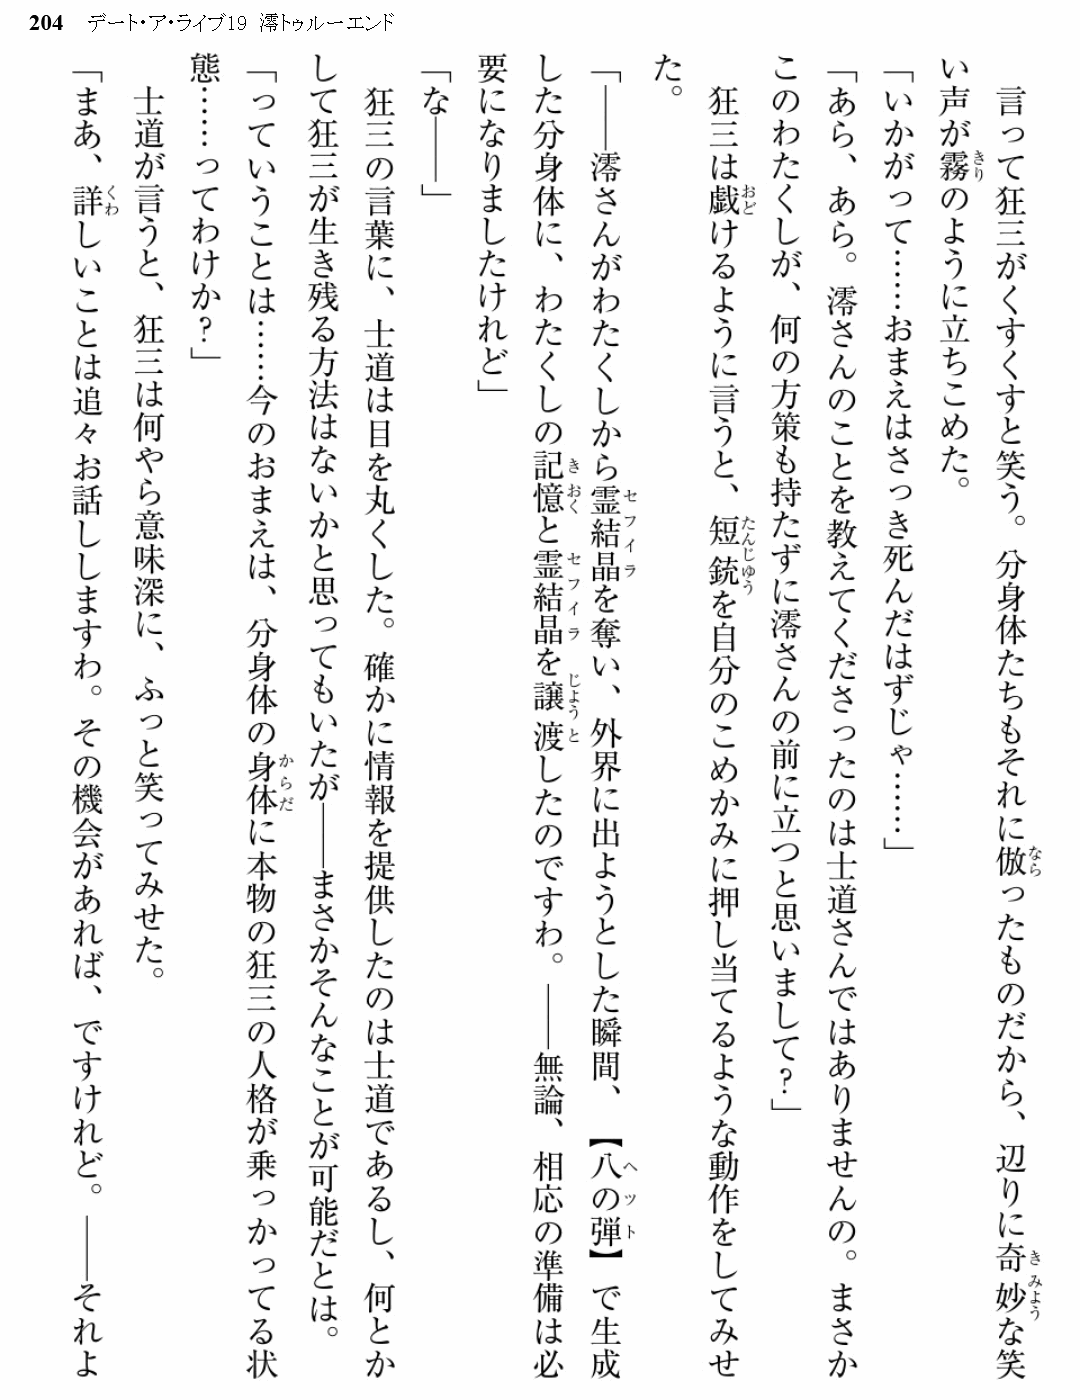 204 デート・ア・ライブ19 澪トゥルーエンド
　言って狂三がくすくすと笑う。分身体たちもそれに倣ったものだから、辺りに奇妙な笑
い声が霧のように立ちこめた。
「いかがって……おまえはさっき死んだはずじゃ……」
「あら、あら。澪さんのことを教えてくださったのは士道さんではありませんの。まさか
このわたくしが、何の方策も持たずに澪さんの前に立つと思いまして？」
　狂三は戯けるように言うと、短銃を自分のこめかみに押し当てるような動作をしてみせ
た。
「――澪さんがわたくしから霊結晶を奪い、外界に出ようとした瞬間、【八の弾】で生成
した分身体に、わたくしの記憶と霊結晶を譲渡したのですわ。――無論、相応の準備は必
要になりましたけれど」
「な――」
　狂三の言葉に、士道は目を丸くした。確かに情報を提供したのは士道であるし、何とか
して狂三が生き残る方法はないかと思ってもいたが――まさかそんなことが可能だとは。
「っていうことは……今のおまえは、分身体の身体に本物の狂三の人格が乗っかってる状
態……ってわけか？」
　士道が言うと、狂三は何やら意味深に、ふっと笑ってみせた。
「まあ、詳しいことは追々お話ししますわ。その機会があれば、ですけれど。――それよ